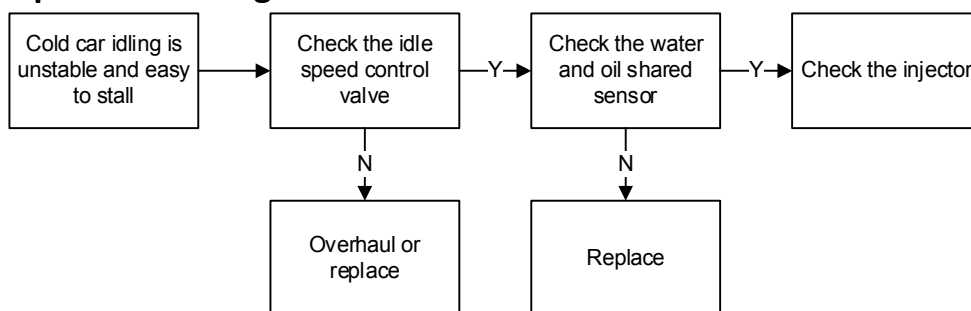 Cold car idling is
unstable and easy
to stall
Check the idle
speed control
valve
Y
Check the water
and oil shared
sensor
Y
Check the injector
N
N
Overhaul or
replace
Replace